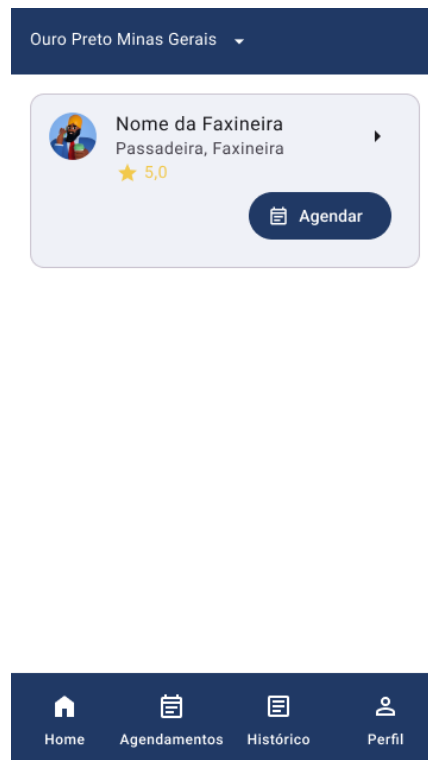 Ouro Preto Minas Gerais
Nome da Faxineira
Passadeira, Faxineira
5,0
Agendar
Home Agendamentos Histórico Perfil